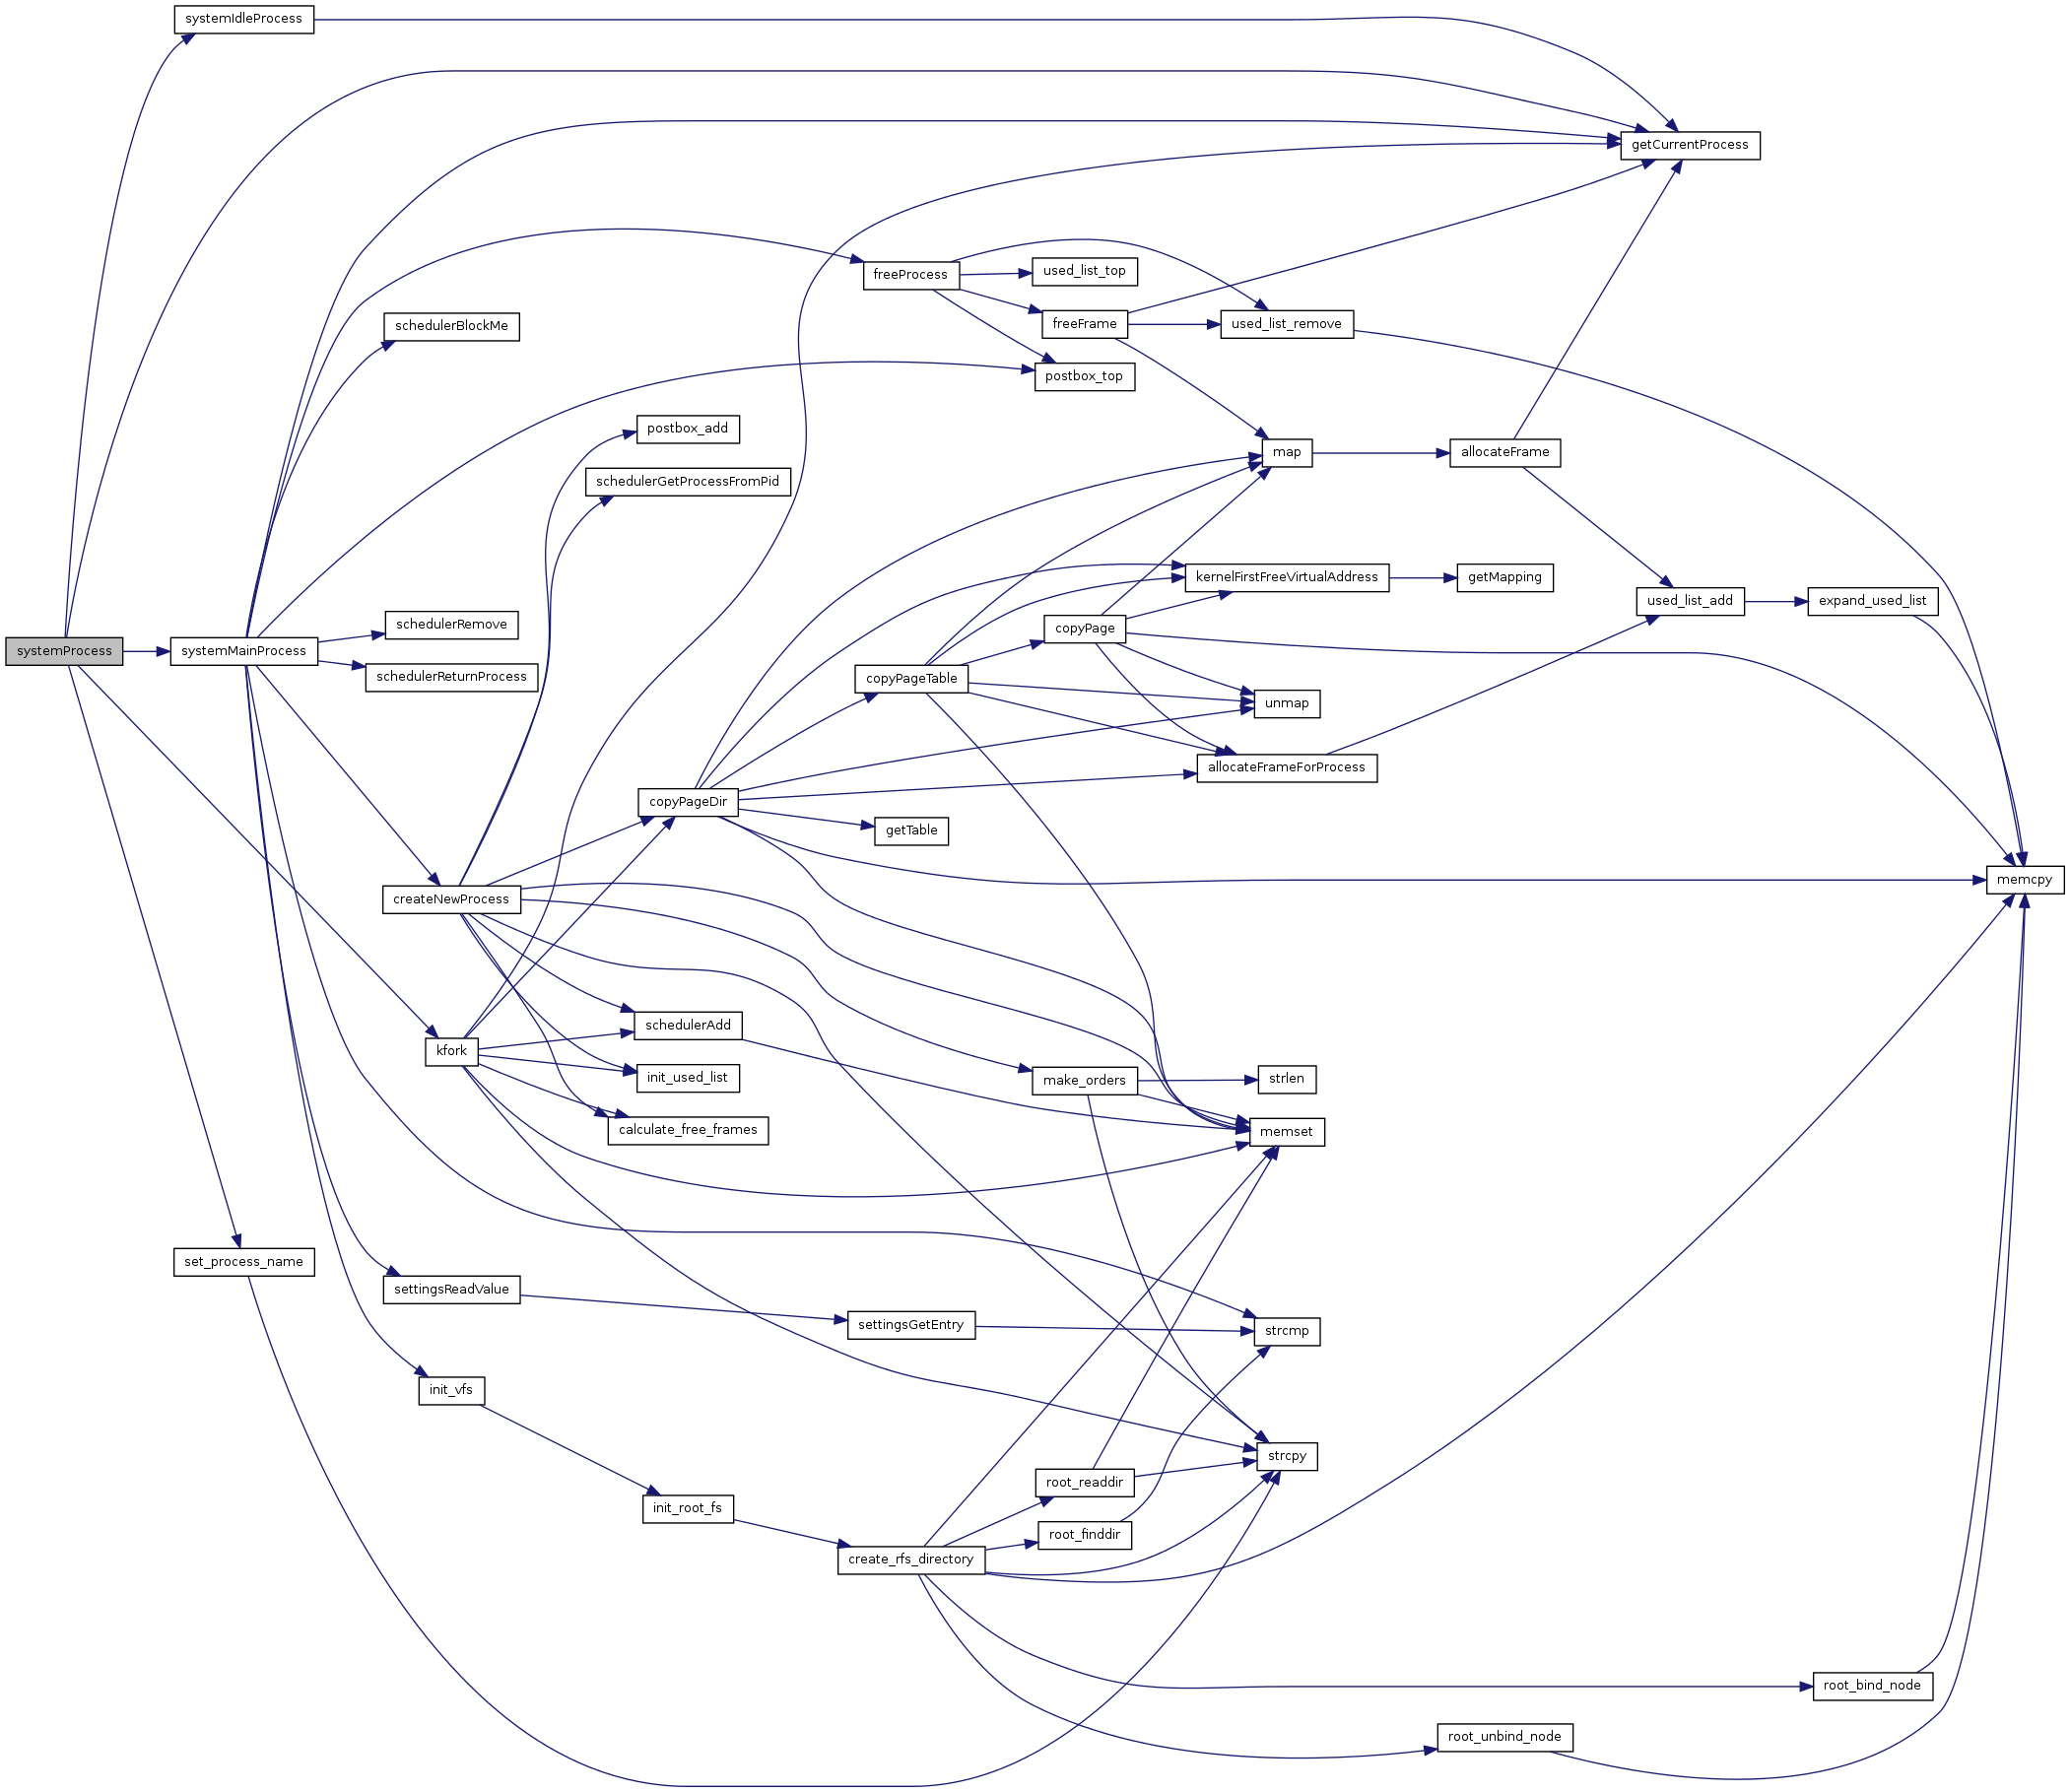 systemIdleProcess
getCurrentProcess
freeProcess
used_list_top
schedulerBlockMe
freeFrame
used_list_remove
postbox_top
postbox_add
map
allocateFrame
schedulerGetProcessFromPid
kernelFirstFreeVirtualAddress
getMapping
used_list_add
expand_used_list
schedulerRemove
copyPage
systemProcess
systemMainProcess
schedulerReturnProcess
copyPageTable
unmap
allocateFrameForProcess
copyPageDir
getTable
memcpy
createNewProcess
schedulerAdd
kfork
init_used_list
make_orders
strlen
calculate_free_frames
memset
set_process_name
settingsReadValue
settingsGetEntry
strcmp
init_vfs
strcpy
root_readdir
init_root_fs
root_finddir
create_rfs_directory
root_bind_node
root_unbind_node